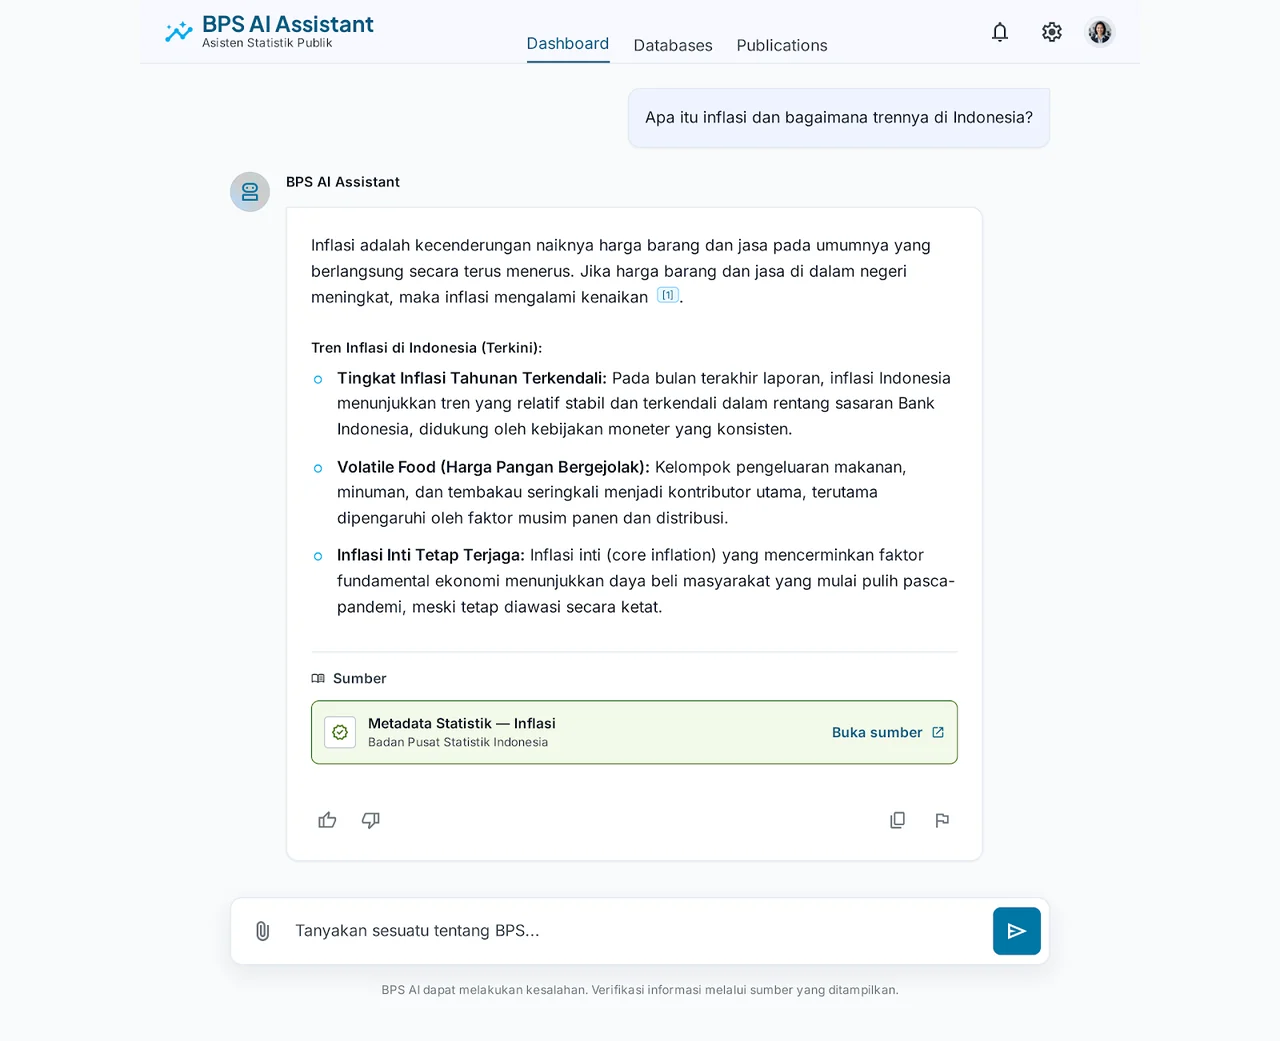 BPS AI Assistant
Asisten Statistik Publik
Dashboard
Databases
Publications
Apa itu inflasi dan bagaimana trennya di Indonesia?
BPS AI Assistant
Inflasi adalah kecenderungan naiknya harga barang dan jasa pada umumnya yang
berlangsung secara terus menerus. Jika harga barang dan jasa di dalam negeri
meningkat, maka inflasi mengalami kenaikan [1].
Tren Inflasi di Indonesia (Terkini):
Tingkat Inflasi Tahunan Terkendali: Pada bulan terakhir laporan, inflasi Indonesia
menunjukkan tren yang relatif stabil dan terkendali dalam rentang sasaran Bank
Indonesia, didukung oleh kebijakan moneter yang konsisten.
Volatile Food (Harga Pangan Bergejolak): Kelompok pengeluaran makanan,
minuman, dan tembakau seringkali menjadi kontributor utama, terutama
dipengaruhi oleh faktor musim panen dan distribusi.
Inflasi Inti Tetap Terjaga: Inflasi inti (core inflation) yang mencerminkan faktor
fundamental ekonomi menunjukkan daya beli masyarakat yang mulai pulih pasca-
pandemi, meski tetap diawasi secara ketat.
Sumber
Metadata Statistik — Inflasi
Badan Pusat Statistik Indonesia
Buka sumber
Tanyakan sesuatu tentang BPS...
BPS AI dapat melakukan kesalahan. Verifikasi informasi melalui sumber yang ditampilkan.